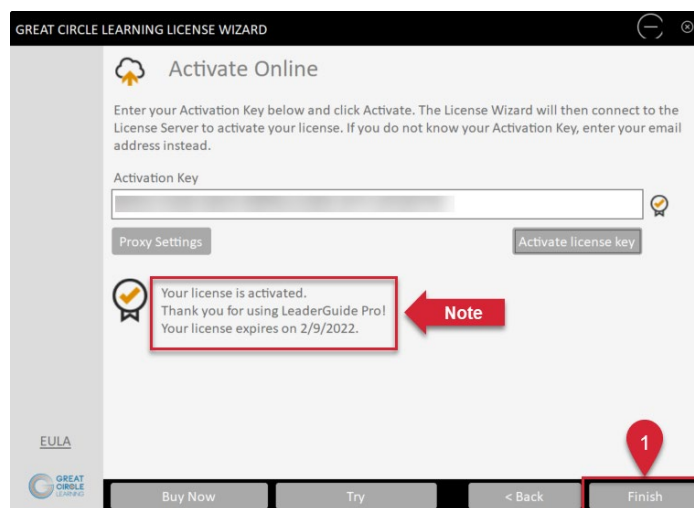 GREAT CIRCLE LEARNING LICENSE WIZARD
Activate Online
Enter your Activation Key below and click Activate. The License Wizard will then connect to the
License Server to activate your license. If you do not know your Activation Key, enter your email
address instead.
Activation Key
Proxy Settings
Activate license key
Your license is activated.
Thank you for using LeaderGuide Pro!
Your license expires on 2/9/2022.
Note
EULA
1
GREAT
CIRCLE
LEARNING
Buy Now
Try
< Back
Finish